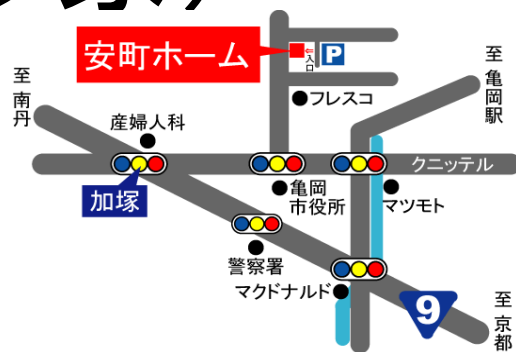 安町ホーム
入口
P
至亀岡駅
至南丹
フレスコ
産婦人科
クニッテル
加塚
亀岡
市役所
マツモト
警察署
マクドナルド
9
至京都